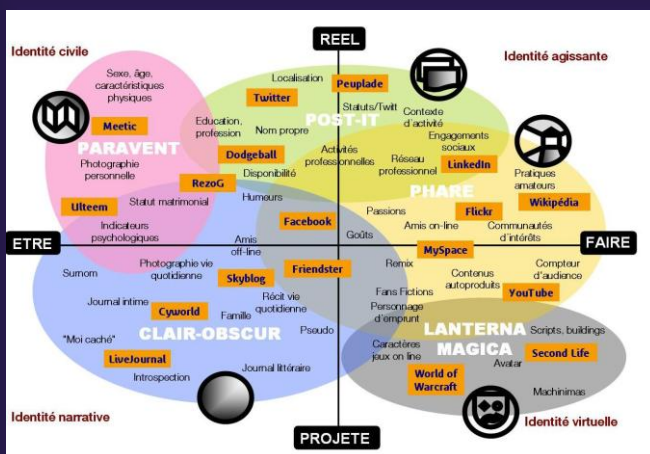 REEL
Identité civile
Identité agissante
Sexe, âge,
caractéristiques
physiques
Localisation
Peuplade
Twitter
POST-IT
Statuts/Twitt
Contexte
d'activité
Education,
profession
Nom propre
Meetic
PARAVENT
Engagements
sociaux
Dodgeball
Activités
professionnelles
Réseau
professionnel
LinkedIn
Photographie
personnelle
Disponibilité
Pratiques
amateurs
RezoG
Humeurs
PHARE
Wikipédia
Statut matrimonial
Ulteem
Passions
Flickr
Facebook
Indicateurs
psychologiques
Goûts
Amis on-line
Communautés
d'intérêts
ETRE
Amis
off-line
MySpace
FAIRE
Surnom
Photographie vie
quotidienne
Skyblog
Friendster
Remix
Contenus
autoproduits
Compteur
d'audience
Journal intime
Récit vie
quotidienne
Fans Fictions
YouTube
Cyworld
Famille
Personnage
d'emprunt
CLAIR-OBSCUR
Pseudo
LANTERNA
MAGICA
Scripts, buildings
"Moi caché"
LiveJournal
Caractères
jeux on line
Second Life
Introspection
Journal littéraire
World of
Warcraft
Avatar
Machinimas
Identité narrative
Identité virtuelle
PROJETE